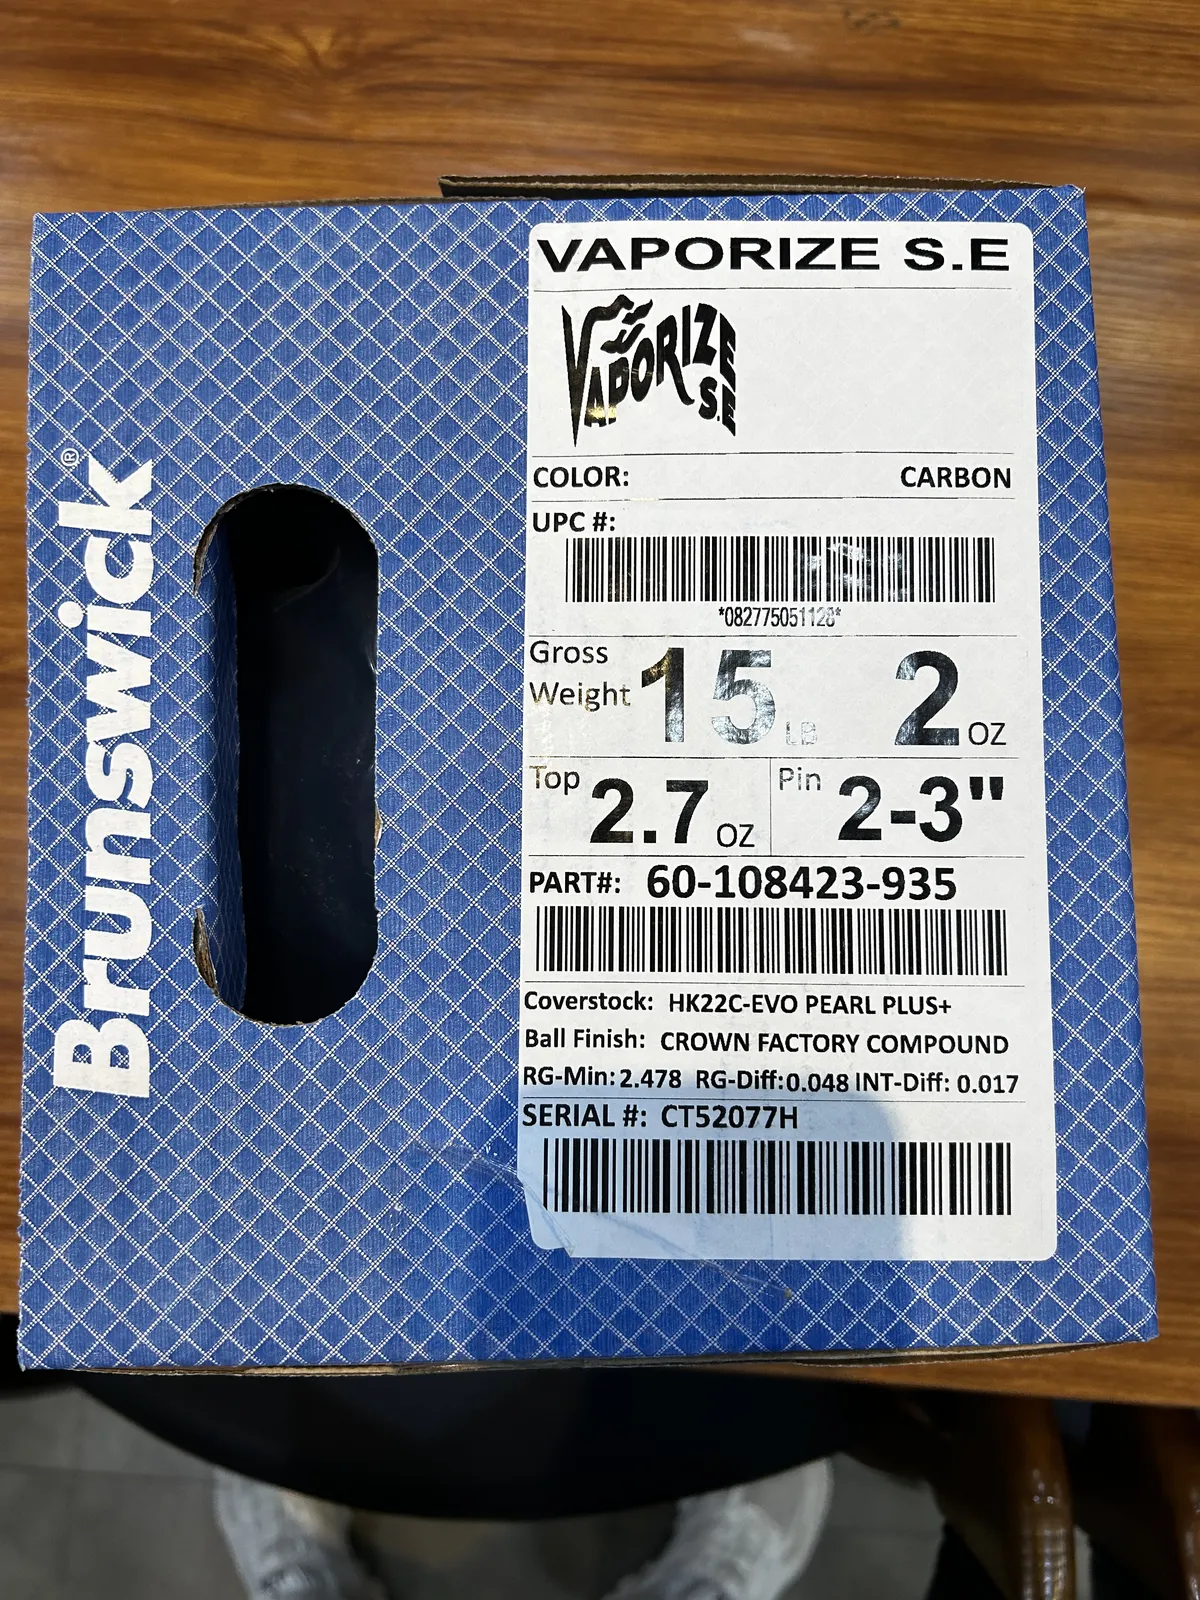 Brunswick®
VAPORIZE S.E
VAPORIZE
S.E
COLOR: CARBON
UPC #:
*082775051128*
Gross Weight 15 LB 2 OZ
Top 2.7 OZ Pin 2-3"
PART#: 60-108423-935
Coverstock: HK22C-EVO PEARL PLUS+
Ball Finish: CROWN FACTORY COMPOUND
RG-Min: 2.478 RG-Diff: 0.048 INT-Diff: 0.017
SERIAL #: CT52077H